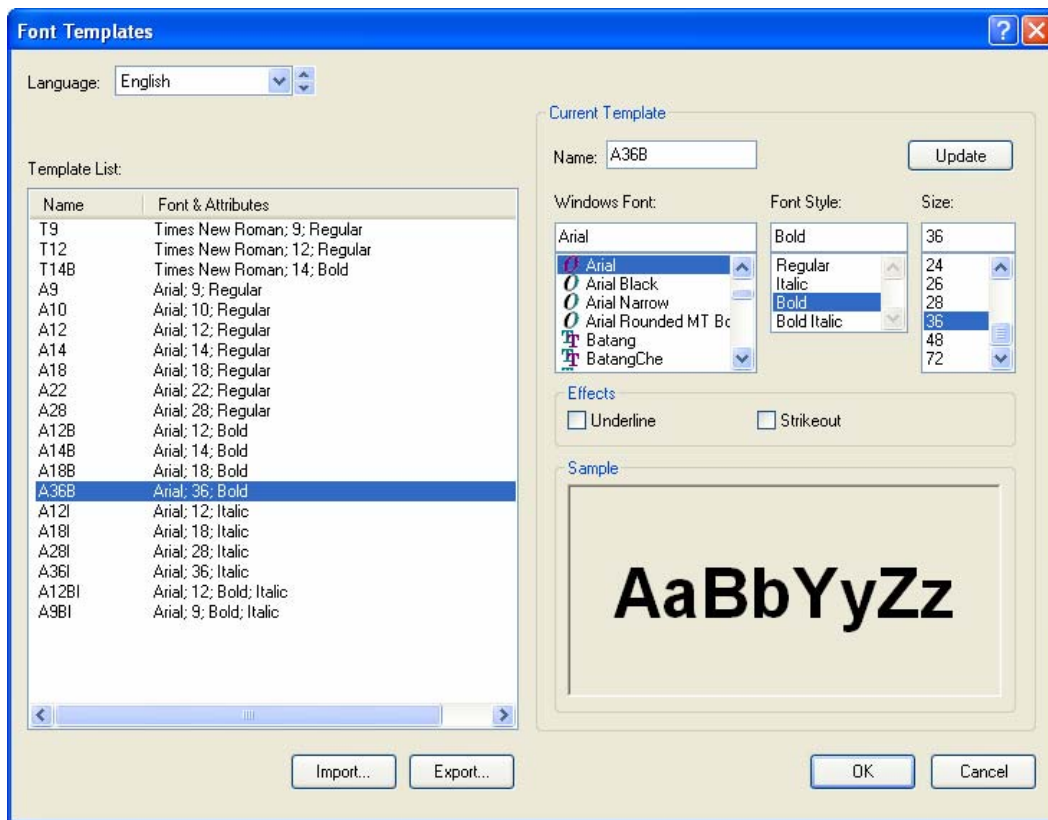 Font Templates
Language: English
Template List:
Name Font & Attributes
T9 Times New Roman; 9; Regular
T12 Times New Roman; 12; Regular
T14B Times New Roman; 14; Bold
A9 Arial; 9; Regular
A10 Arial; 10; Regular
A12 Arial; 12; Regular
A14 Arial; 14; Regular
A18 Arial; 18; Regular
A22 Arial; 22; Regular
A28 Arial; 28; Regular
A12B Arial; 12; Bold
A14B Arial; 14; Bold
A18B Arial; 18; Bold
A36B Arial; 36; Bold
A12I Arial; 12; Italic
A18I Arial; 18; Italic
A28I Arial; 28; Italic
A36I Arial; 36; Italic
A12BI Arial; 12; Bold; Italic
A9BI Arial; 9; Bold; Italic
Import... Export...
Current Template
Name: A36B Update
Windows Font: Font Style: Size:
Arial Bold 36
Arial Regular 24
Arial Black Italic 26
Arial Narrow Bold 28
Arial Rounded MT Bo Bold Italic 36
Batang 48
BatangChe 72
Effects
Underline Strikeout
Sample
AaBbYyZz
OK Cancel